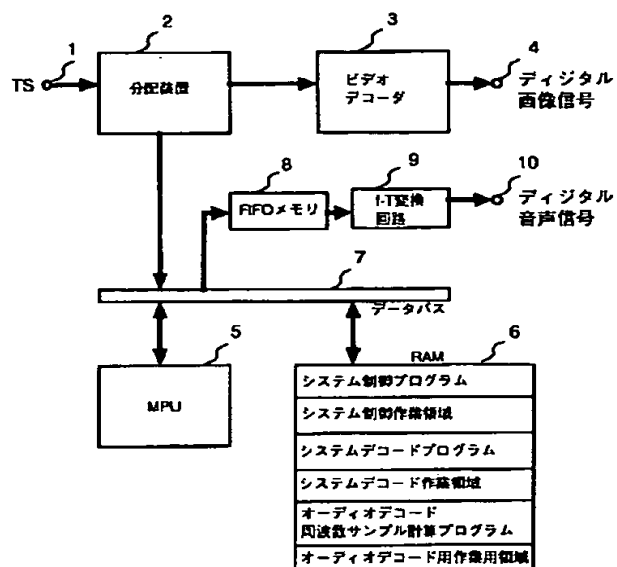 2
3
1
4
TS
分配装置
ビデオ
デコーダ
ディジタル
画像信号
8
9
10
FIFOメモリ
f-T変換
回路
ディジタル
音声信号
7
データバス
5
RAM
6
MPU
システム制御プログラム
システム制御作業領域
システムデコードプログラム
システムデコード作業領域
オーディオデコード
周波数サンプル計算プログラム
オーディオデコード用作業用領域